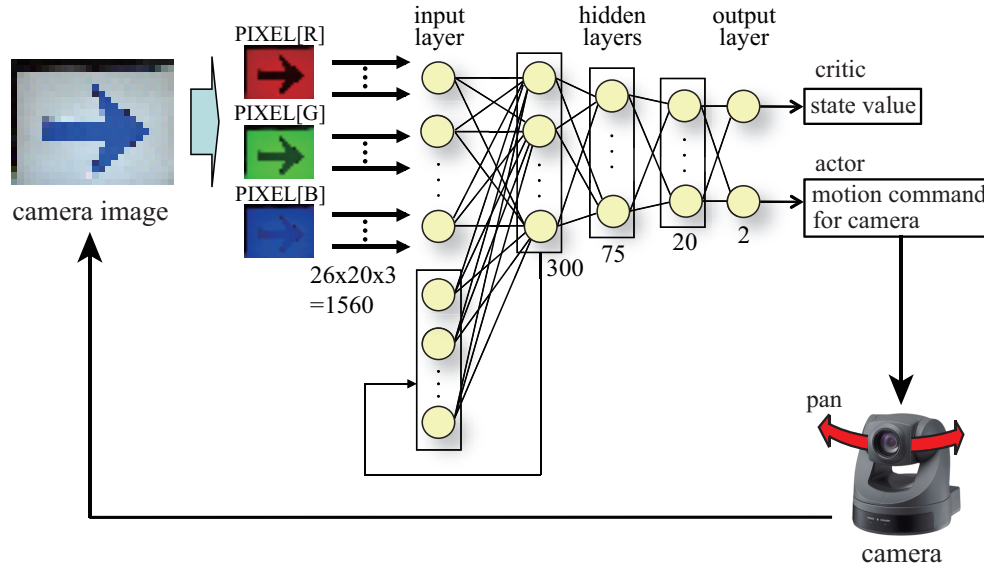 PIXEL[R]
PIXEL[G]
PIXEL[B]
camera image
26x20x3
=1560
input
layer
hidden
layers
output
layer
300
75
20
2
critic
state value
actor
motion command
for camera
pan
camera